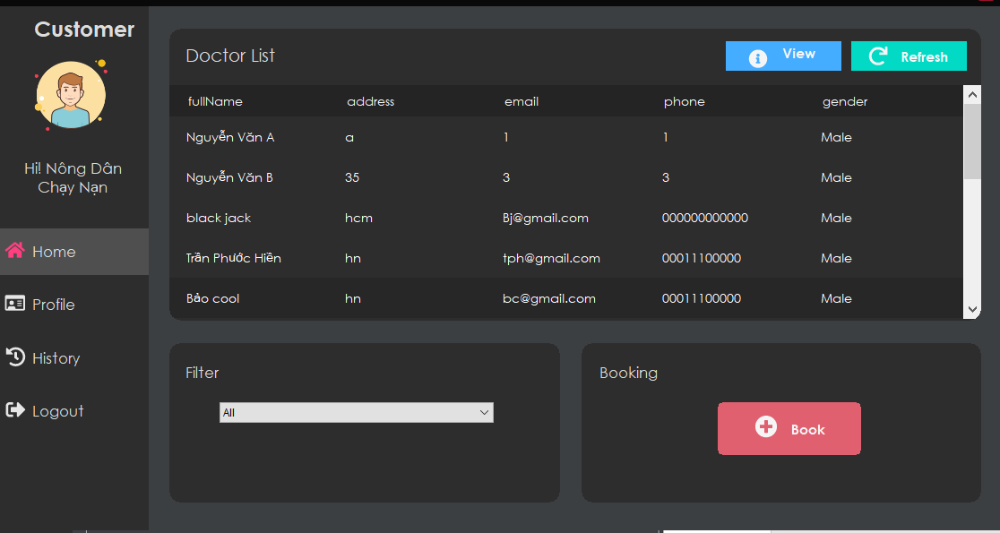 Customer
Hi! Nông Dân
Chạy Nạn
Home
Profile
History
Logout
Doctor List
View
Refresh
fullName address email phone gender
Nguyễn Văn A a 1 1 Male
Nguyễn Văn B 35 3 3 Male
black jack hcm Bj@gmail.com 000000000000 Male
Trần Phước Hiền hn tph@gmail.com 00011100000 Male
Bảo cool hn bc@gmail.com 00011100000 Male
Filter
All
Booking
Book